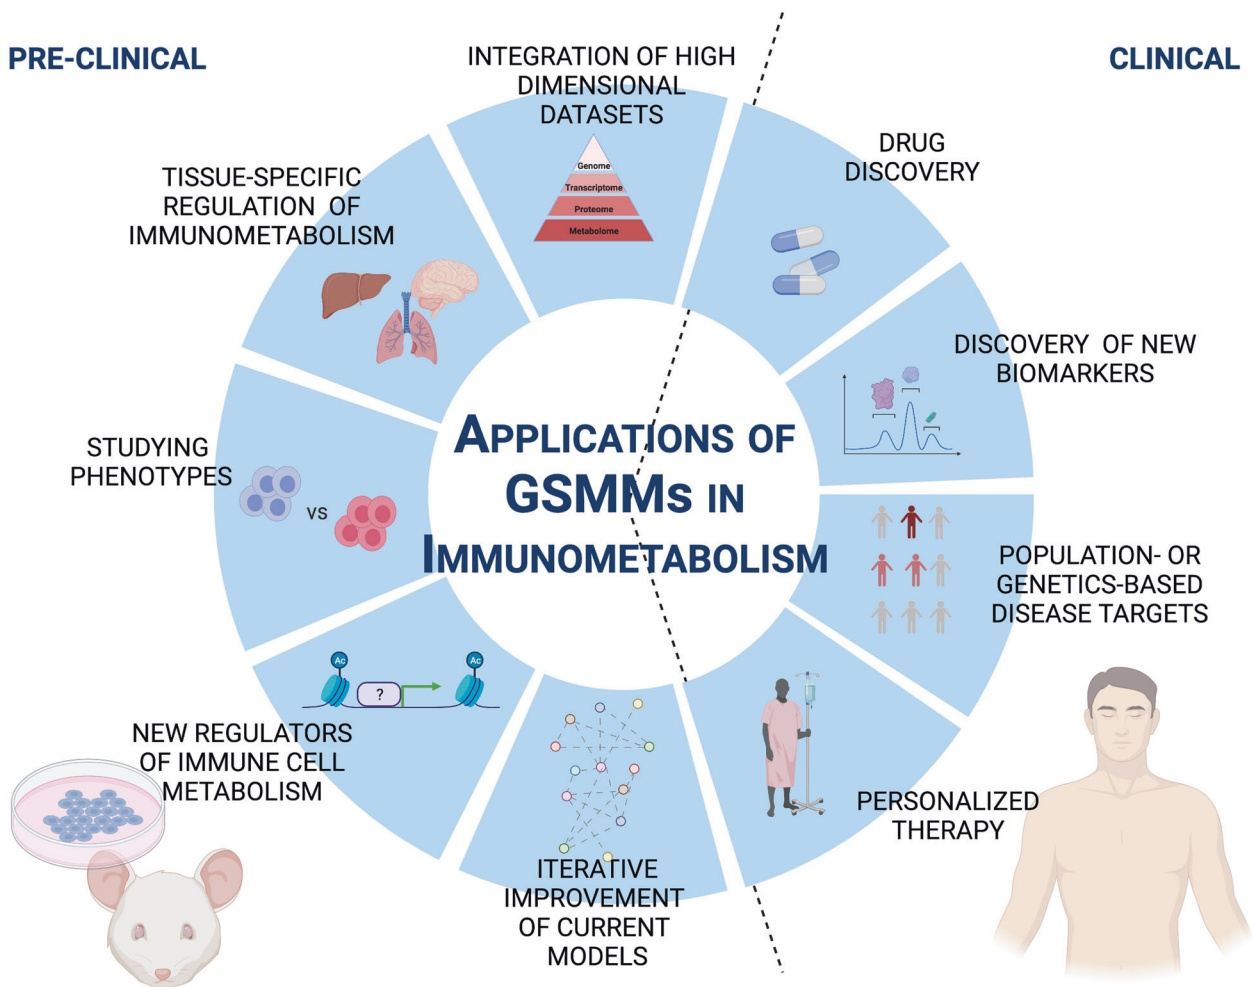 PRE-CLINICAL
CLINICAL
INTEGRATION OF HIGH
DIMENSIONAL
DATASETS
Genome
Transcriptome
Proteome
Metabolome
DRUG
DISCOVERY
TISSUE-SPECIFIC
REGULATION OF
IMMUNOMETABOLISM
DISCOVERY OF NEW
BIOMARKERS
STUDYING
PHENOTYPES
vs
APPLICATIONS OF
GSMMS IN
IMMUNOMETABOLISM
POPULATION- OR
GENETICS-BASED
DISEASE TARGETS
Ac
?
Ac
NEW REGULATORS
OF IMMUNE CELL
METABOLISM
PERSONALIZED
THERAPY
ITERATIVE
IMPROVEMENT
OF CURRENT
MODELS